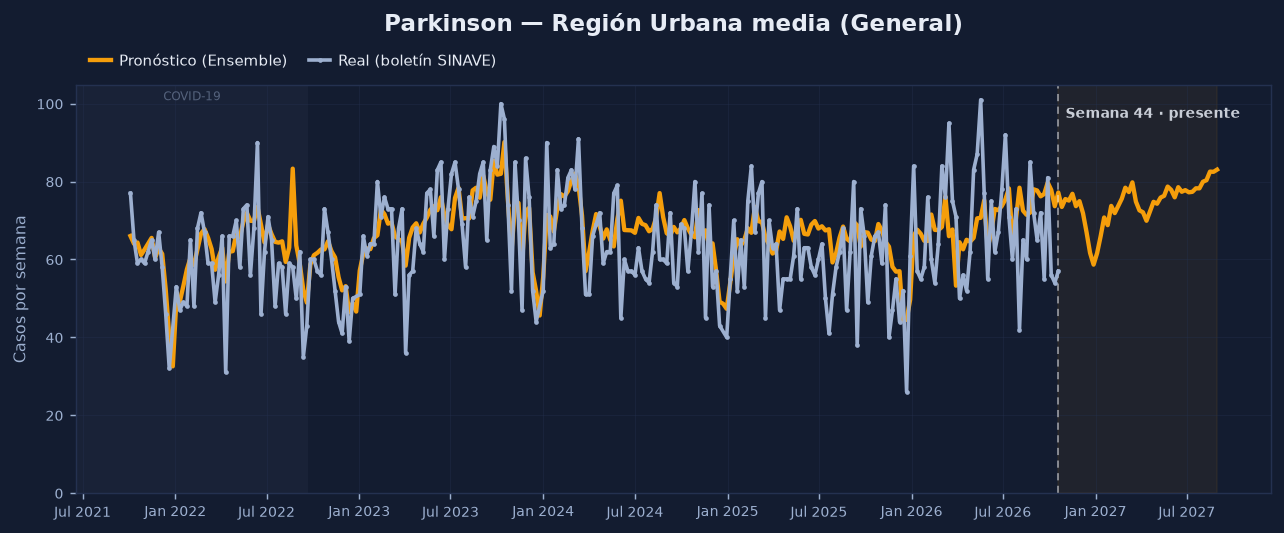 Parkinson — Región Urbana media (General)
Pronóstico (Ensemble)
Real (boletín SINAVE)
COVID-19
Semana 44 · presente
Casos por semana
100
80
60
40
20
0
Jul 2021
Jan 2022
Jul 2022
Jan 2023
Jul 2023
Jan 2024
Jul 2024
Jan 2025
Jul 2025
Jan 2026
Jul 2026
Jan 2027
Jul 2027